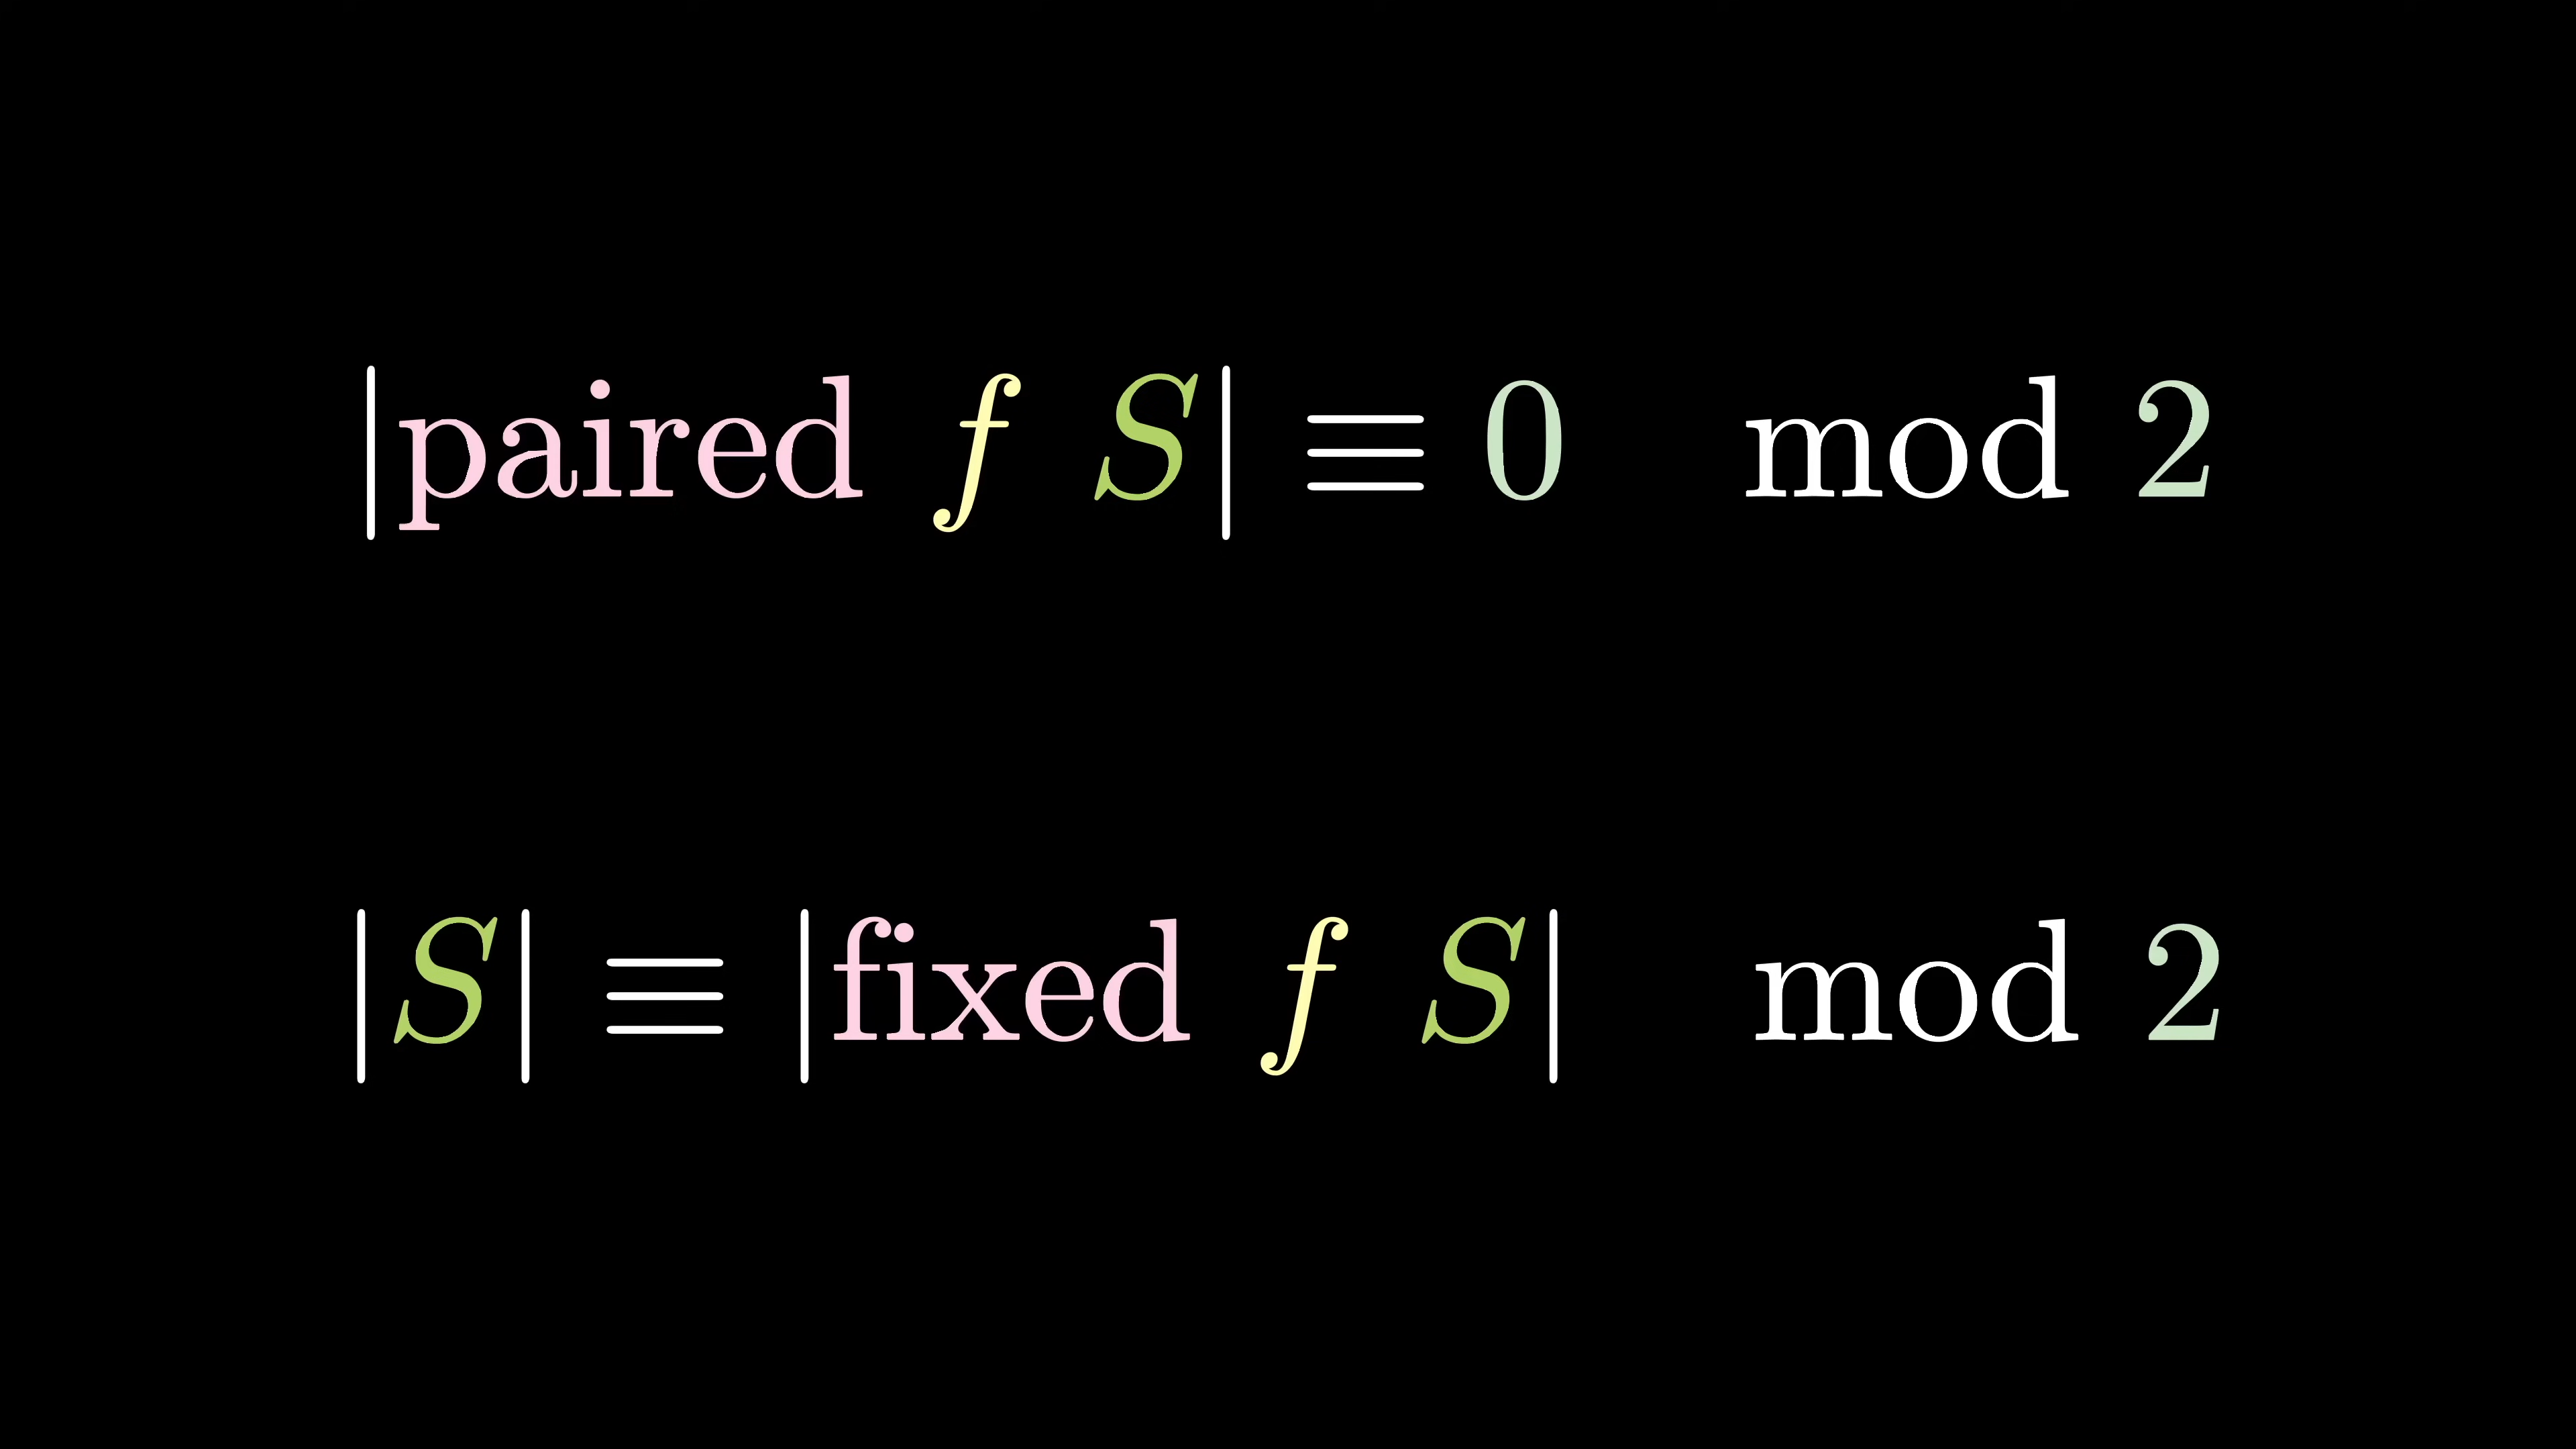 |paired f S| ≡ 0 mod 2
|S| ≡ |fixed f S| mod 2